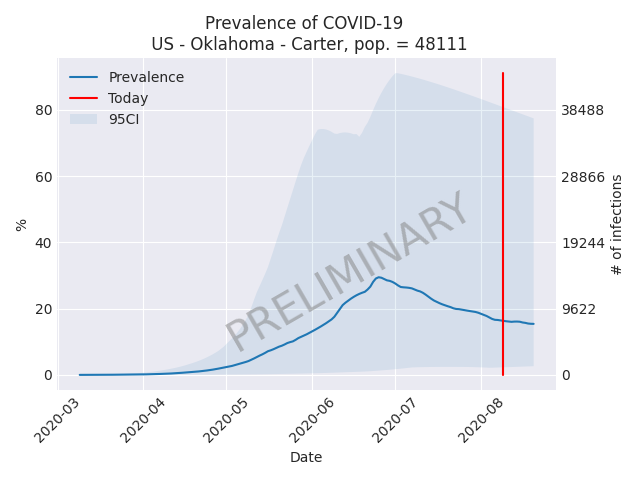 Prevalence of COVID-19
US - Oklahoma - Carter, pop. = 48111
Prevalence
Today
95CI
PRELIMINARY
%
80
60
40
20
0
38488
28866
19244
9622
0
# of infections
2020-03
2020-04
2020-05
2020-06
2020-07
2020-08
Date